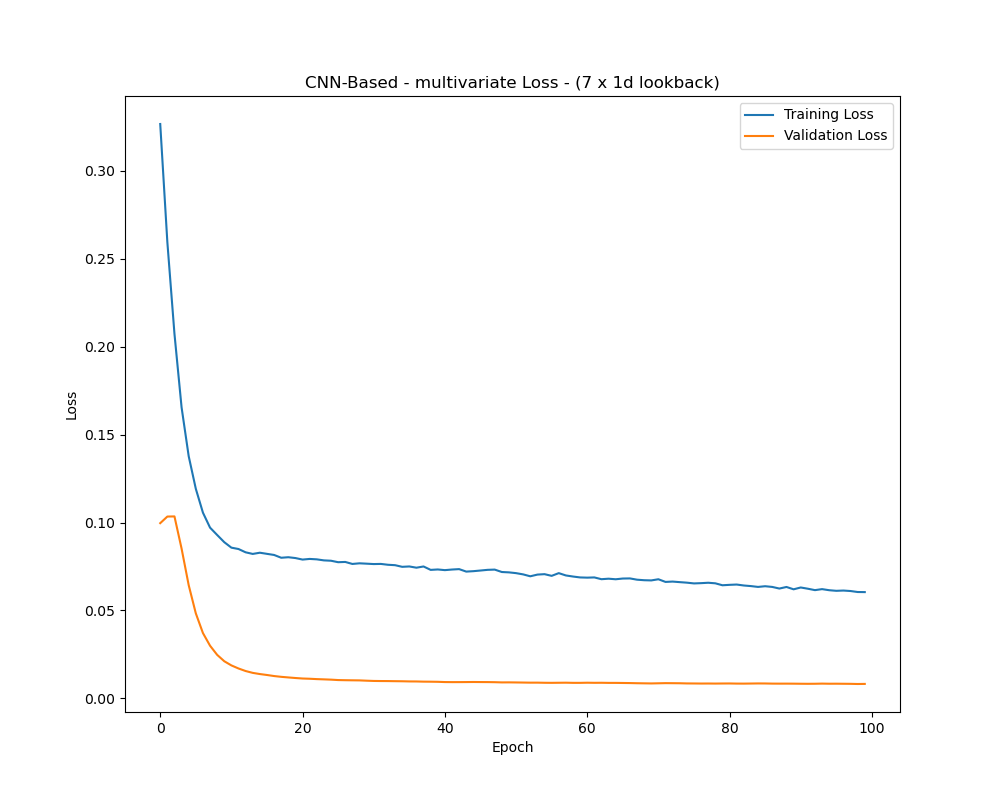 CNN-Based - multivariate Loss - (7 x 1d lookback)
Training Loss
Validation Loss
0.30
0.25
0.20
0.15
0.10
0.05
0.00
Loss
0 20 40 60 80 100
Epoch